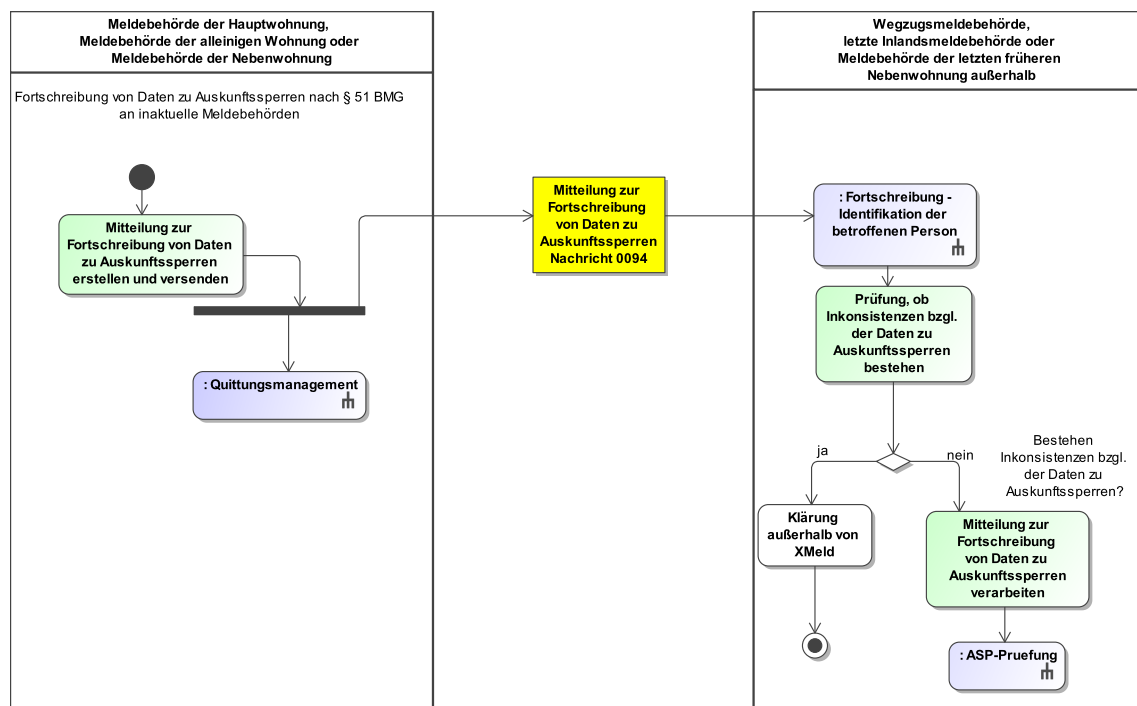 Meldebehörde der Hauptwohnung,
Meldebehörde der alleinigen Wohnung oder
Meldebehörde der Nebenwohnung
Fortschreibung von Daten zu Auskunftssperren nach § 51 BMG
an inaktuelle Meldebehörden
Mitteilung zur
Fortschreibung von Daten
zu Auskunftssperren
erstellen und versenden
: Quittungsmanagement
Mitteilung zur
Fortschreibung
von Daten zu
Auskunftssperren
Nachricht 0094
Wegzugsmeldebehörde,
letzte Inlandsmeldebehörde oder
Meldebehörde der letzten früheren
Nebenwohnung außerhalb
: Fortschreibung -
Identifikation der
betroffenen Person
Prüfung, ob
Inkonsistenzen bzgl.
der Daten zu
Auskunftssperren
bestehen
ja
nein
Bestehen
Inkonsistenzen bzgl.
der Daten zu
Auskunftssperren?
Klärung
außerhalb von
XMeld
Mitteilung zur
Fortschreibung
von Daten zu
Auskunftssperren
verarbeiten
: ASP-Pruefung